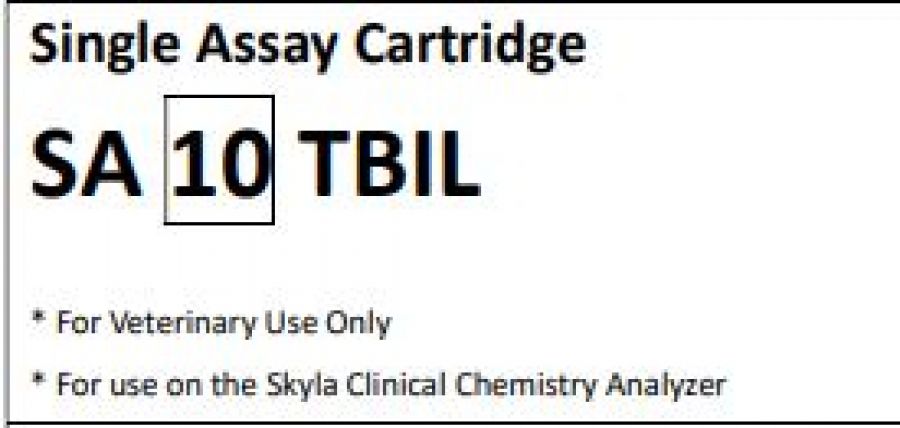 Single Assay Cartridge
SA 10 TBIL
* For Veterinary Use Only
* For use on the Skyla Clinical Chemistry Analyzer